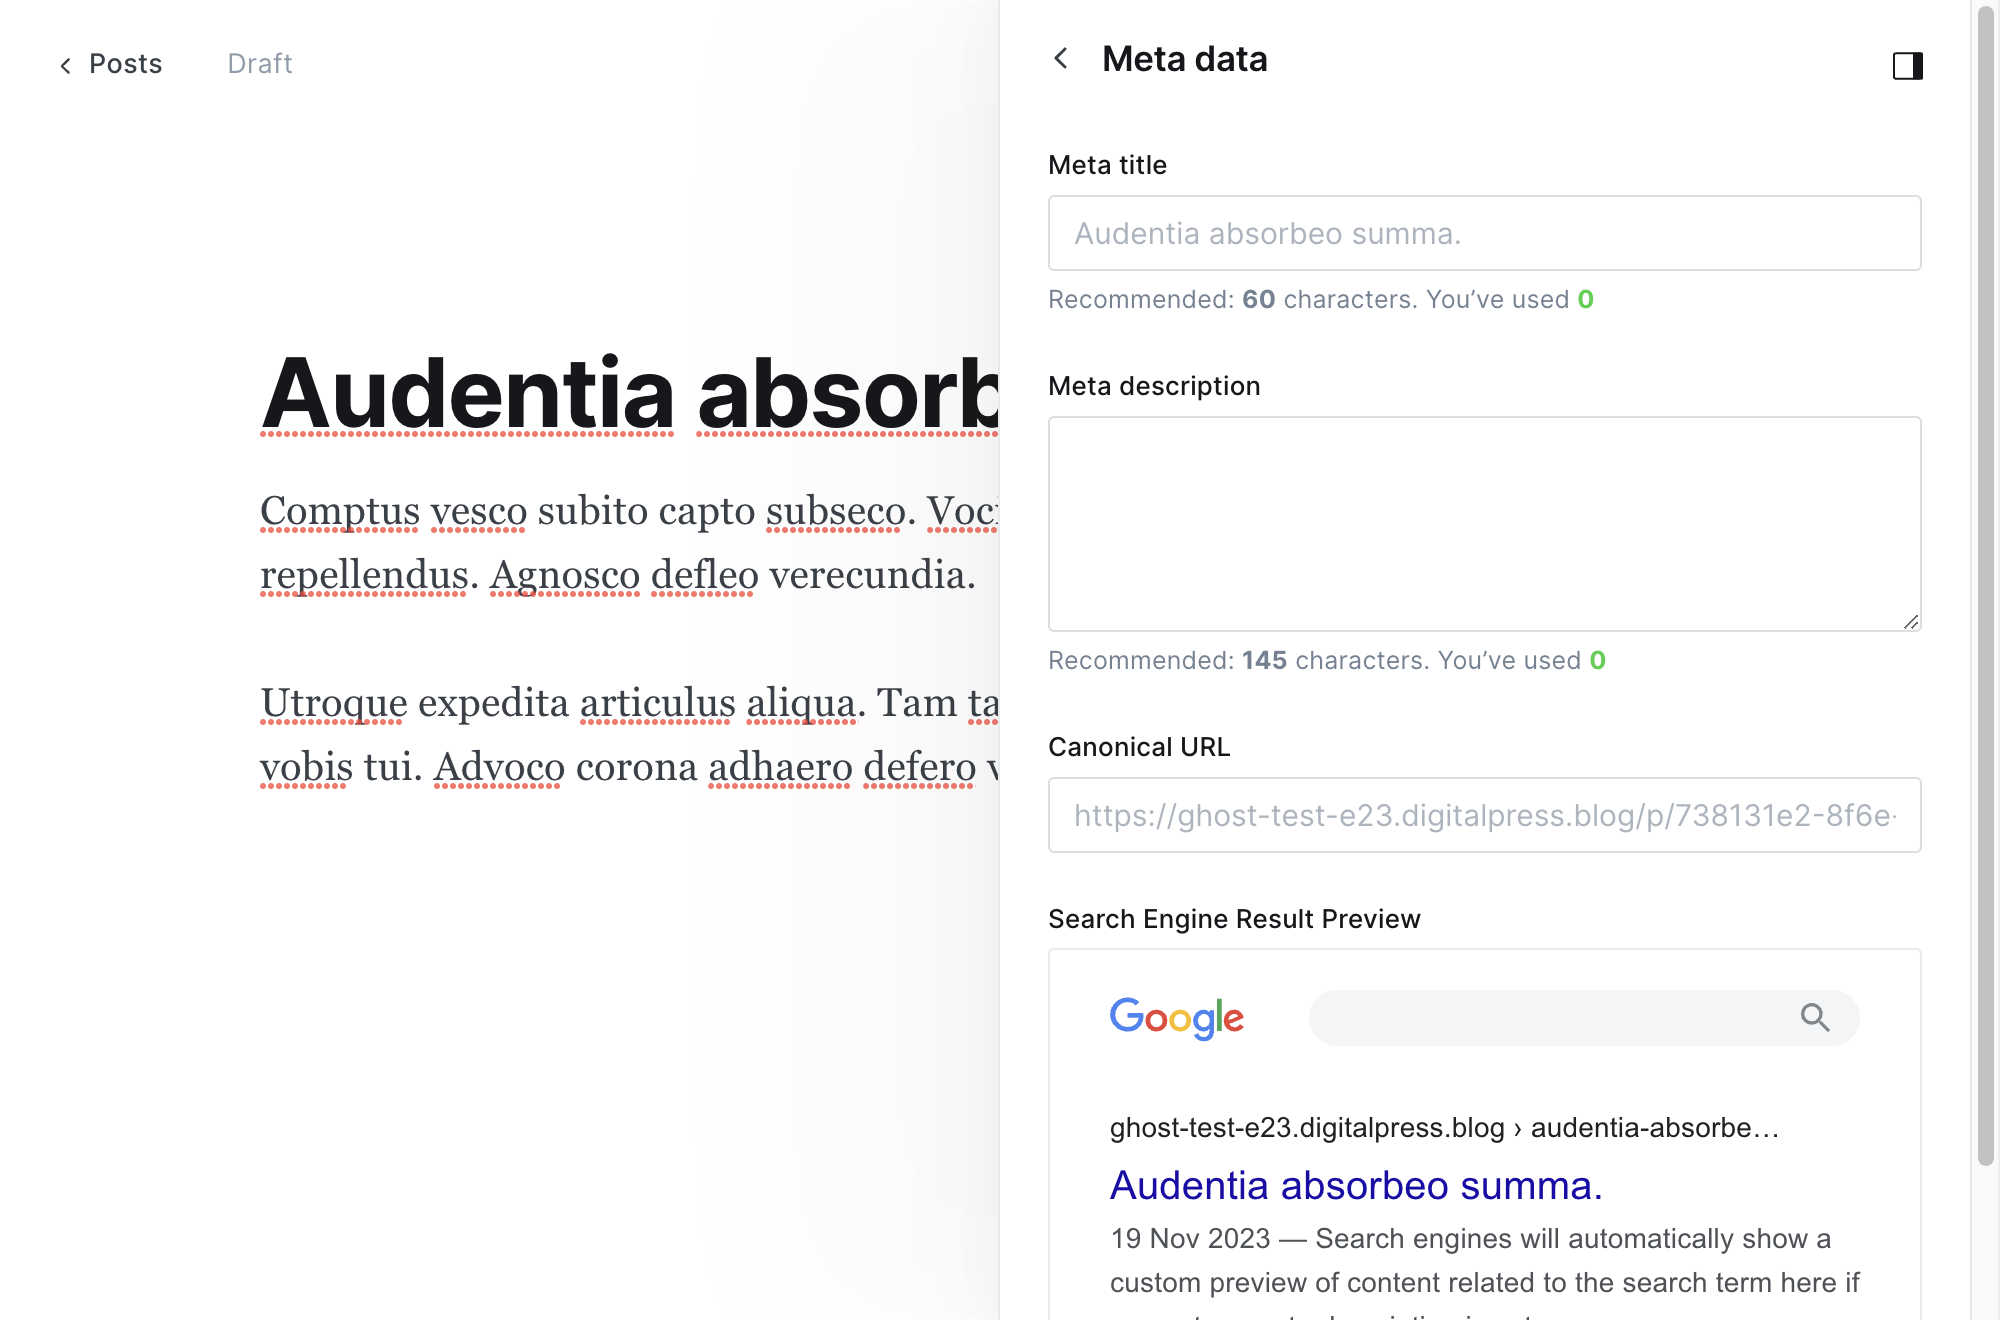 Posts
Draft
Audentia absorb
Comptus vesco subito capto subseco. Voci
repellendus. Agnosco defleo verecundia.
Utroque expedita articulus aliqua. Tam ta
vobis tui. Advoco corona adhaero defero v
Meta data
Meta title
Audentia absorbeo summa.
Recommended: 60 characters. You’ve used 0
Meta description
Recommended: 145 characters. You’ve used 0
Canonical URL
https://ghost-test-e23.digitalpress.blog/p/738131e2-8f6e-
Search Engine Result Preview
Google
ghost-test-e23.digitalpress.blog › audentia-absorbe…
Audentia absorbeo summa.
19 Nov 2023 — Search engines will automatically show a
custom preview of content related to the search term here if